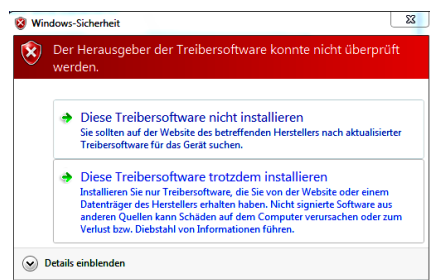 Windows-Sicherheit
Der Herausgeber der Treibersoftware konnte nicht überprüft
werden.
Diese Treibersoftware nicht installieren
Sie sollten auf der Website des betreffenden Herstellers nach aktualisierter
Treibersoftware für das Gerät suchen.
Diese Treibersoftware trotzdem installieren
Installieren Sie nur Treibersoftware, die Sie von der Website oder einem
Datenträger des Herstellers erhalten haben. Nicht signierte Software aus
anderen Quellen kann Schäden auf dem Computer verursachen oder zum
Verlust bzw. Diebstahl von Informationen führen.
Details einblenden